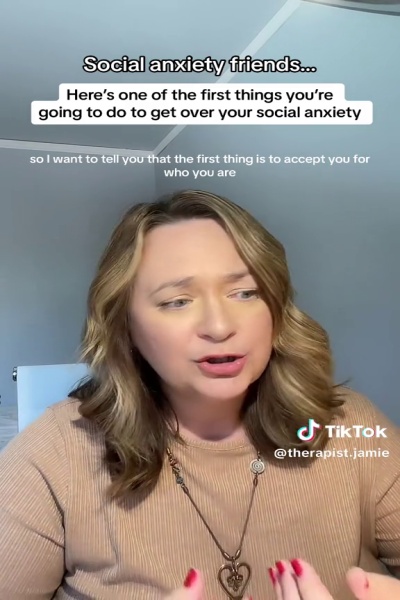 Social anxiety friends...
Here's one of the first things you're
going to do to get over your social anxiety
so I want to tell you that the first thing is to accept you for
who you are
TikTok
@therapist.jamie